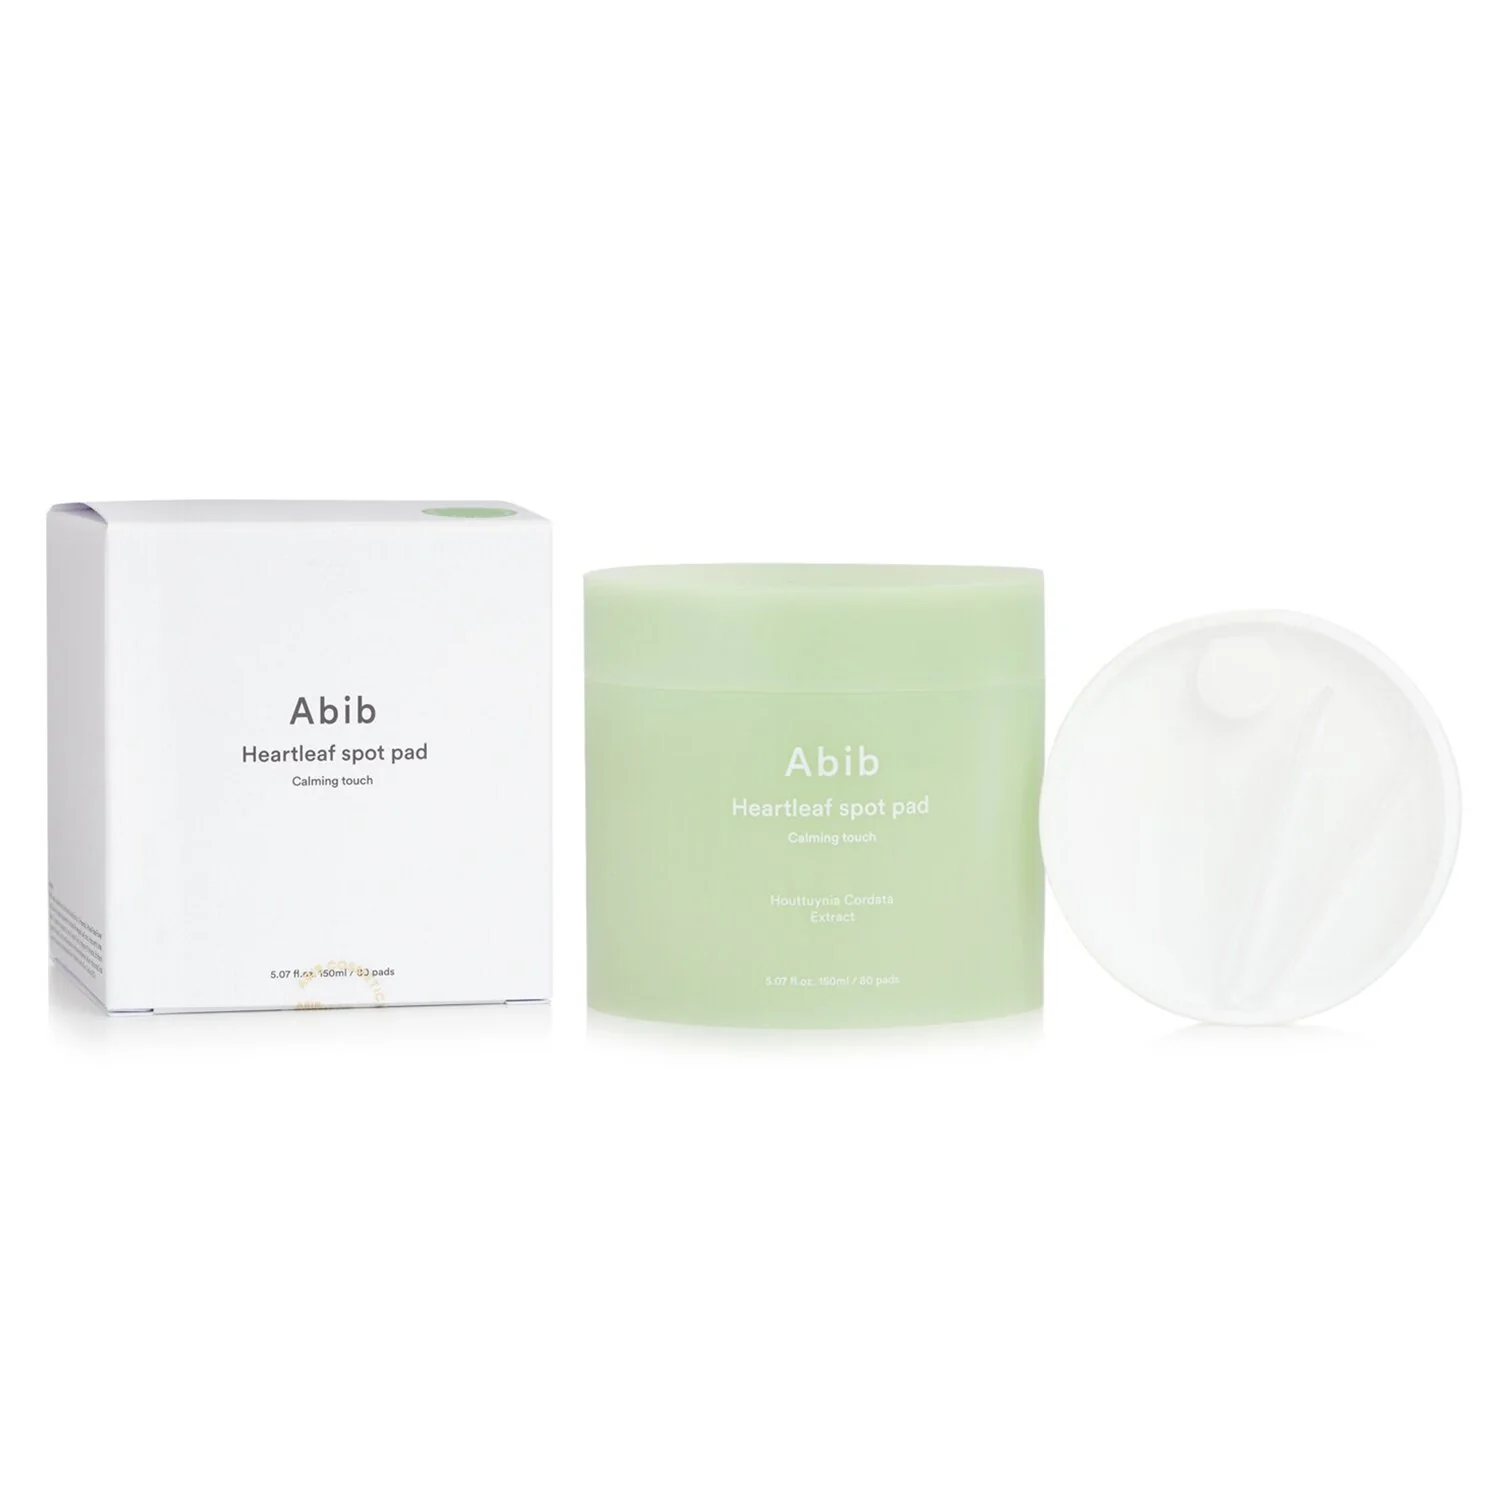 Abib
Heartleaf spot pad
Calming touch
5.07 fl.oz. 150ml / 80 pads
COSMETIC
Abib
Heartleaf spot pad
Calming touch
Houttuynia Cordata
Extract
5.07 fl.oz. 150ml / 80 pads